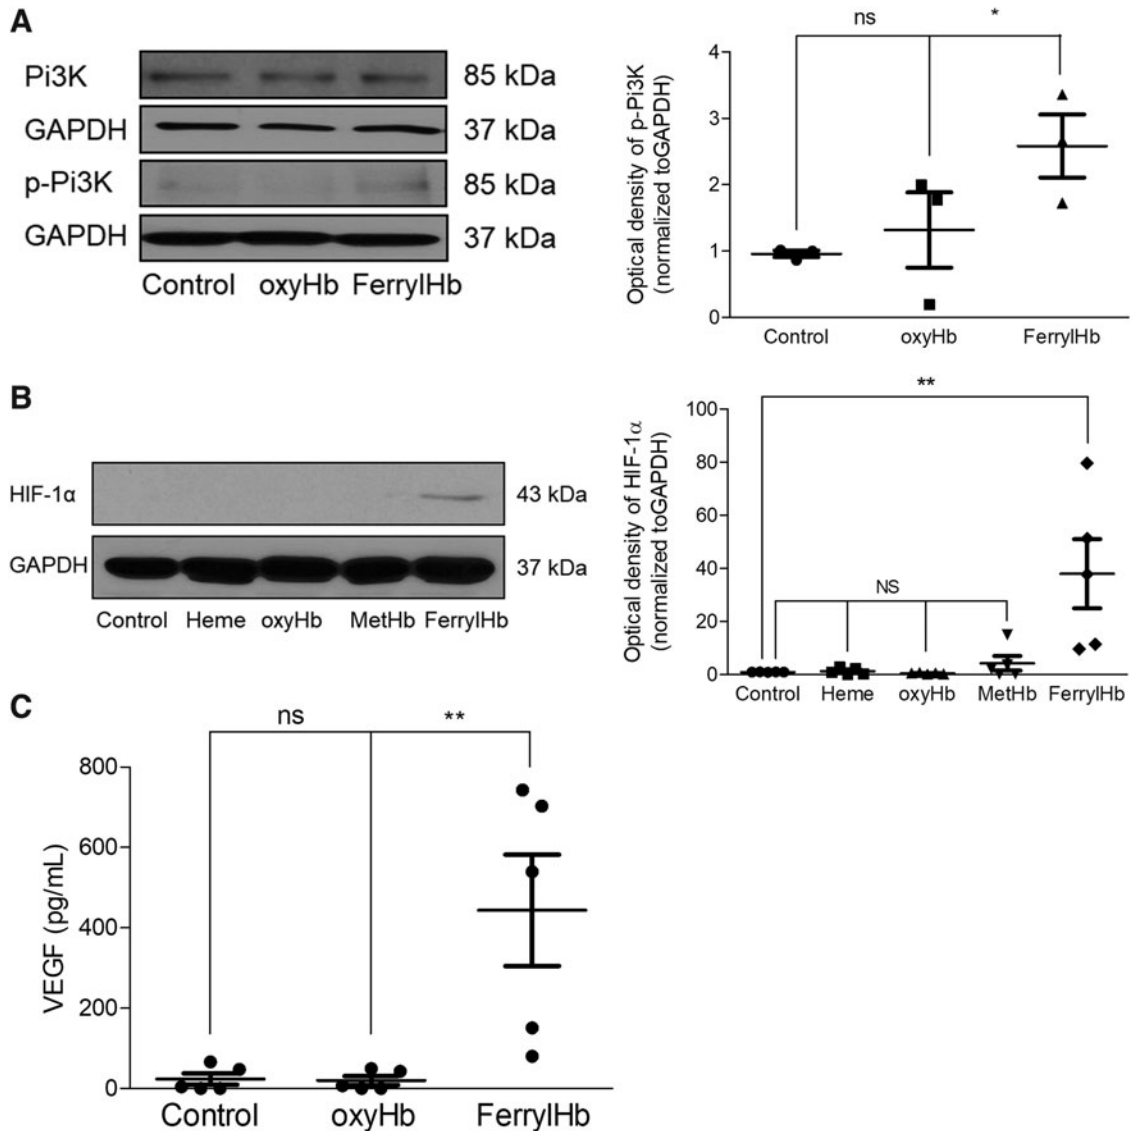 A
Pi3K 85 kDa
GAPDH 37 kDa
p-Pi3K 85 kDa
GAPDH 37 kDa
Control oxyHb FerrylHb
ns *
Optical density of p-Pi3K
(normalized toGAPDH)
4
3
2
1
0
Control oxyHb FerrylHb
B
HIF-1α 43 kDa
GAPDH 37 kDa
Control Heme oxyHb MetHb FerrylHb
**
Optical density of HIF-1α
(normalized toGAPDH)
100
80
60
40
20
0
NS
Control Heme oxyHb MetHb FerrylHb
C
ns **
VEGF (pg/mL)
800
600
400
200
0
Control oxyHb FerrylHb